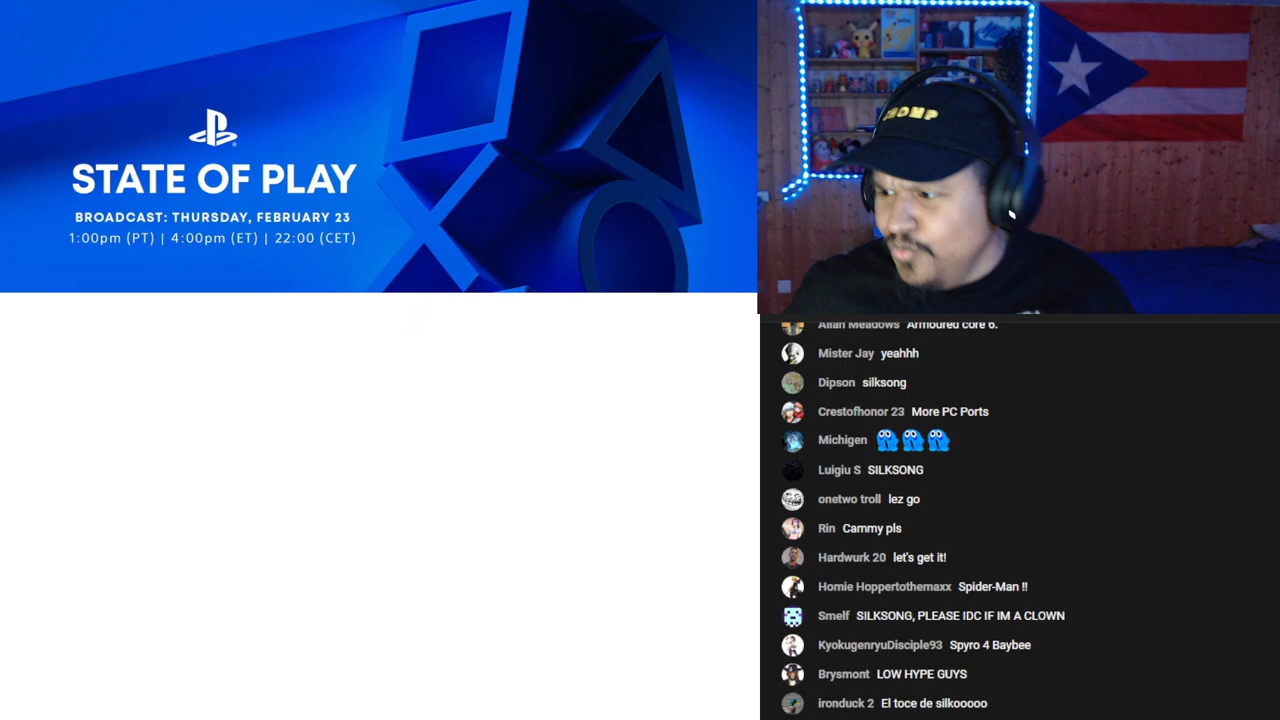 STATE OF PLAY
BROADCAST: THURSDAY, FEBRUARY 23
1:00pm (PT) | 4:00pm (ET) | 22:00 (CET)
CHOMP
Allan Meadows Armoured core 6.
Mister Jay yeahhh
Dipson silksong
Crestofhonor 23 More PC Ports
Michigen
Luigiu S SILKSONG
onetwo troll lez go
Rin Cammy pls
Hardwurk 20 let's get it!
Homie Hoppertothemaxx Spider-Man !!
Smelf SILKSONG, PLEASE IDC IF IM A CLOWN
KyokugenryuDisciple93 Spyro 4 Baybee
Brysmont LOW HYPE GUYS
ironduck 2 El toce de silkooooo